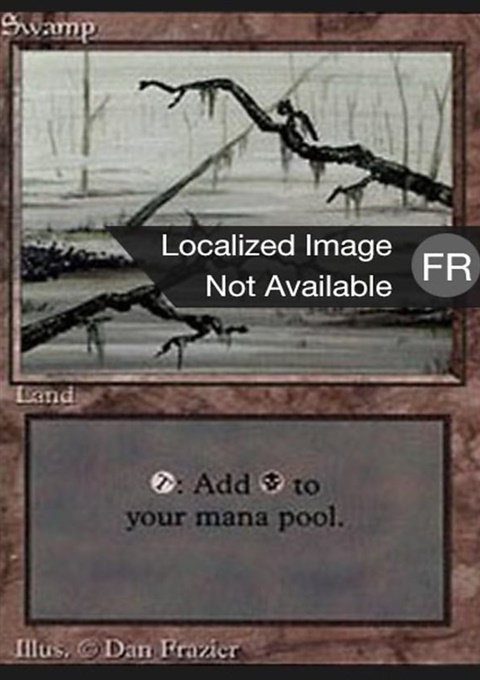 Swamp
Localized Image
Not Available
FR
Land
T: Add to
your mana pool.
Illus. © Dan Frazier